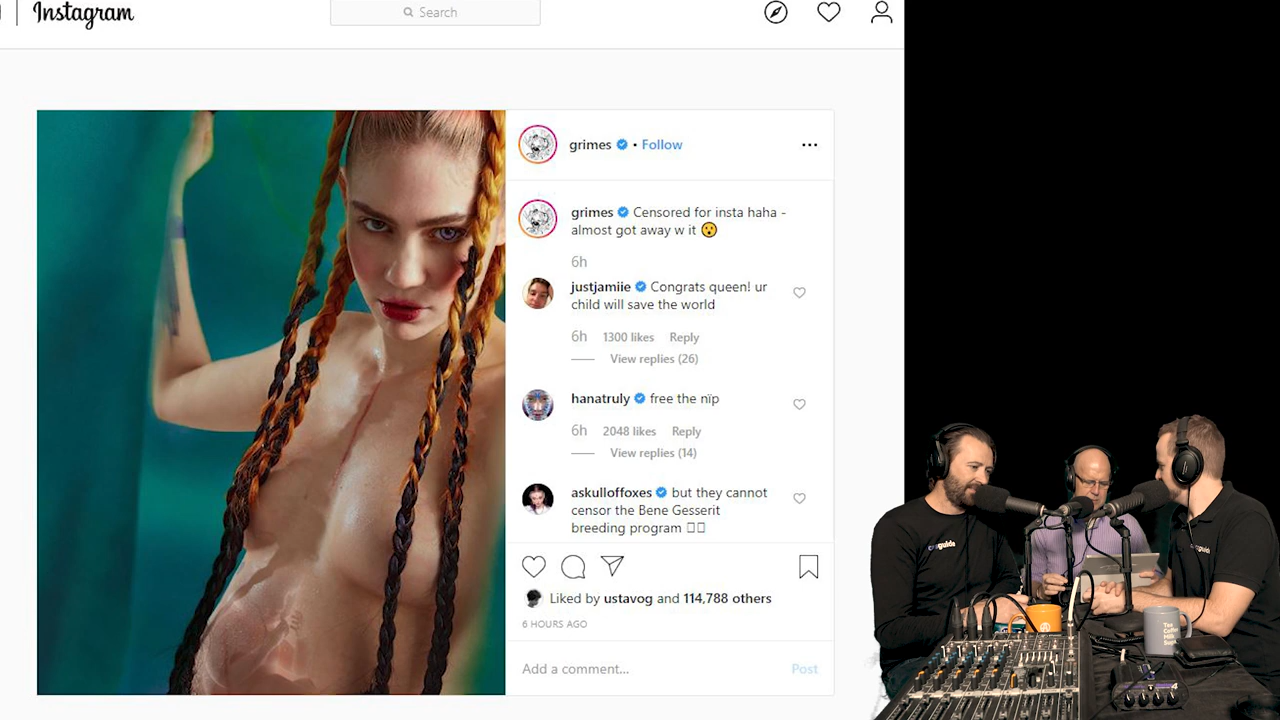 Instagram
Search
grimes • Follow
grimes Censored for insta haha -
almost got away w it 😮
6h
justjamiie Congrats queen! ur
child will save the world
6h 1300 likes Reply
View replies (26)
hanatruly free the nïp
6h 2048 likes Reply
View replies (14)
askulloffoxes but they cannot
censor the Bene Gesserit
breeding program
Liked by ustavog and 114,788 others
6 HOURS AGO
Add a comment... Post